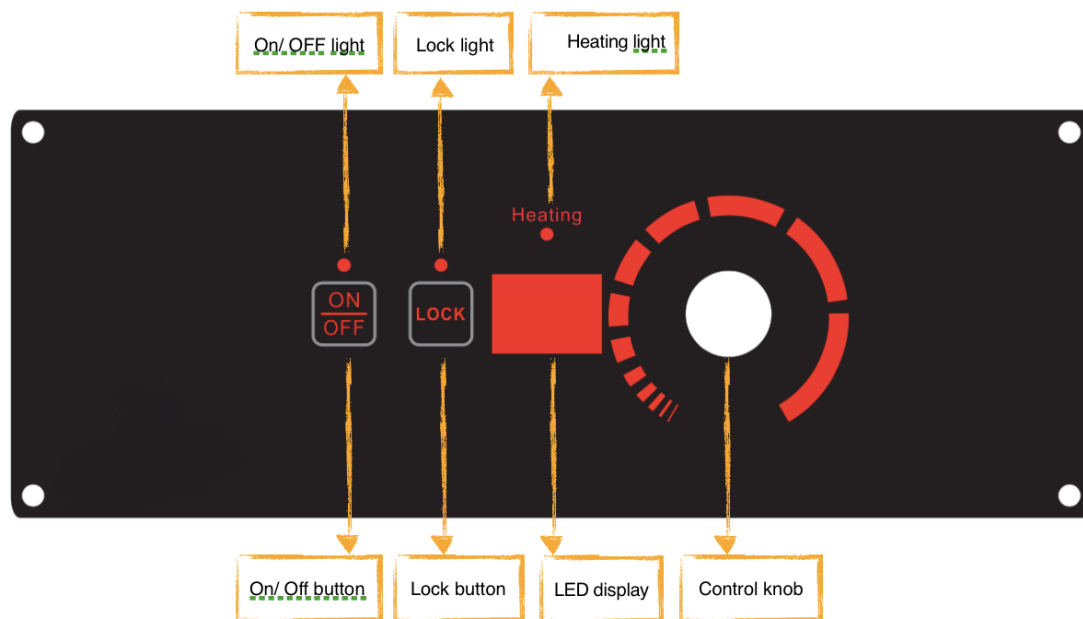 On/ OFF light
Lock light
Heating light
Heating
ON
OFF
LOCK
On/ Off button
Lock button
LED display
Control knob